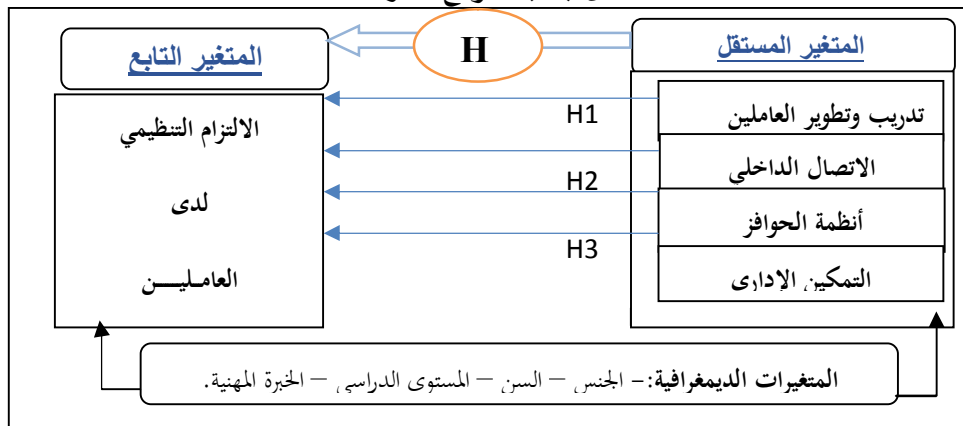 المتغير المستقل
H
المتغير التابع
تدريب وتطوير العاملين
H1
الالتزام التنظيمي
الاتصال الداخلي
H2
لدى
أنظمة الحوافز
H3
العامليــــن
التمكين الإداري
المتغيرات الديمغرافية:- الجنس – السن – المستوى الدراسي – الخبرة المهنية.